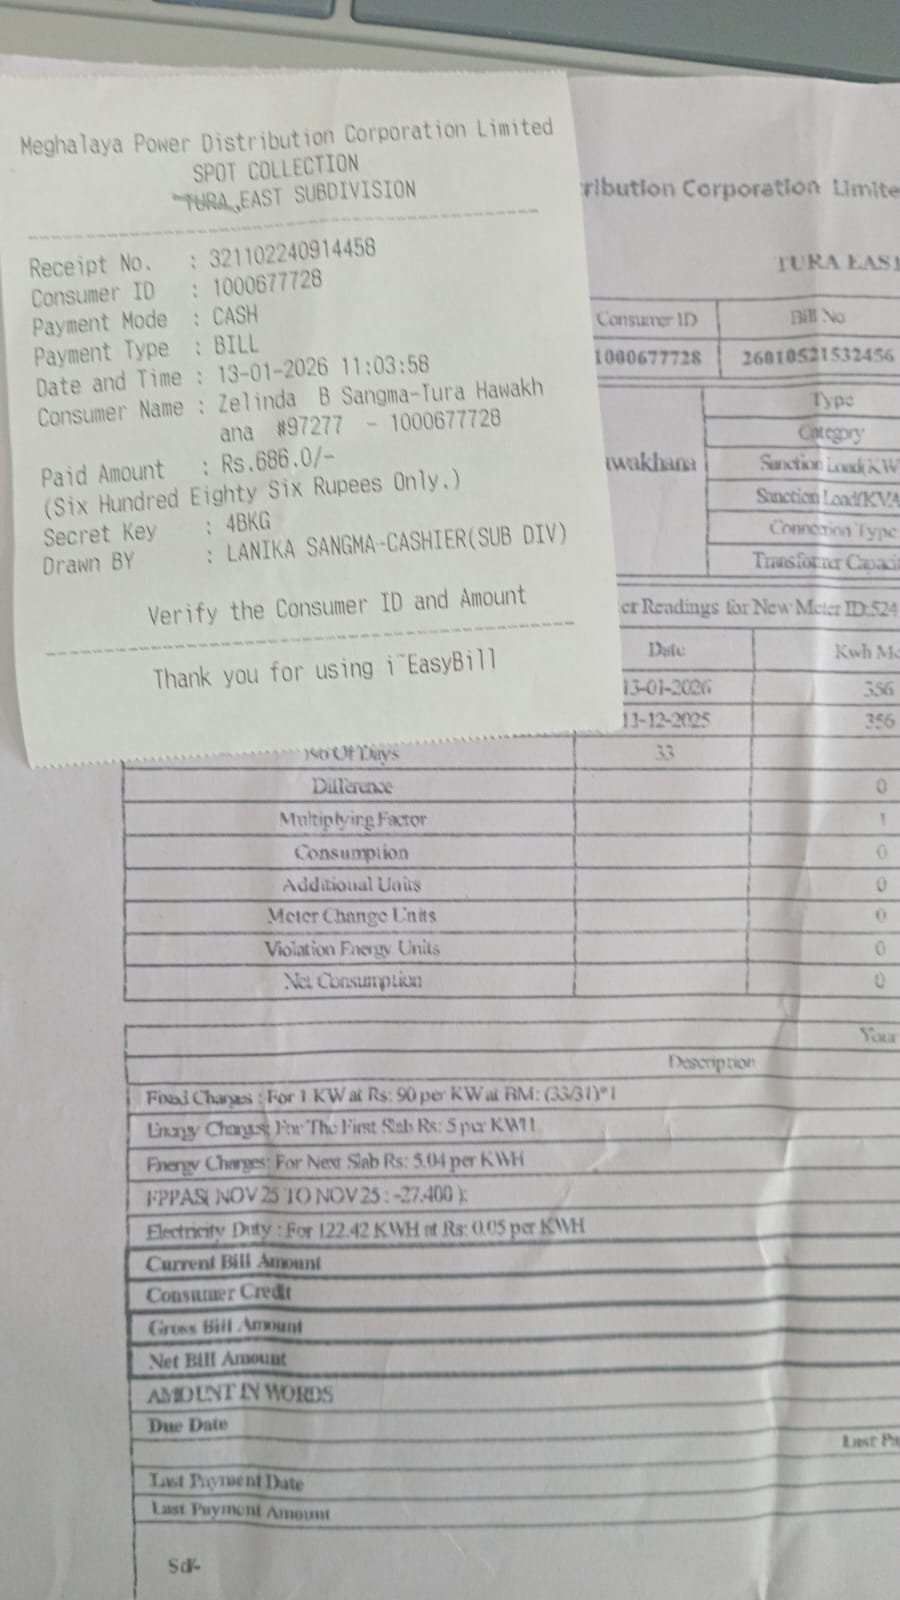 Meghalaya Power Distribution Corporation Limited
SPOT COLLECTION
TURA EAST SUBDIVISION
Receipt No. : 321102240914458
Consumer ID : 1000677728
Payment Mode : CASH
Payment Type : BILL
Date and Time : 13-01-2026 11:03:58
Consumer Name : Zelinda B Sangma-Tura Hawakh
ana #97277 - 1000677728
Paid Amount : Rs.686.0/-
(Six Hundred Eighty Six Rupees Only.)
Secret Key : 4BKG
Drawn BY : LANIKA SANGMA-CASHIER(SUB DIV)
Verify the Consumer ID and Amount
Thank you for using i~EasyBill
ribution Corporation Limite
TURA EAST
Consumer ID Bill No
1000677728 26010521532456
Type
Category
awakhana Sanction Load(KW
Sanction Load(KVA
Connection Type
Transformer Capacit
er Readings for New Meter ID:524
Date Kwh Me
13-01-2026 356
11-12-2025 356
No Of Days 33
Difference 0
Multiplying Factor 1
Consumption 0
Additional Units 0
Meter Change Units 0
Violation Energy Units 0
Net Consumption 0
Your
Description
Fixed Charges : For 1 KW at Rs: 90 per KW at BM: (33/31)*1
Energy Charges: For The First Slab Rs: 5 per KWH
Energy Charges: For Next Slab Rs: 5.04 per KWH
FPPAS( NOV 25 TO NOV 25 : -27.400 ):
Electricity Duty : For 122.42 KWH at Rs: 0.05 per KWH
Current Bill Amount
Consumer Credit
Gross Bill Amount
Net Bill Amount
AMOUNT IN WORDS
Due Date
Last Pa
Last Payment Date
Last Payment Amount
Sd/-